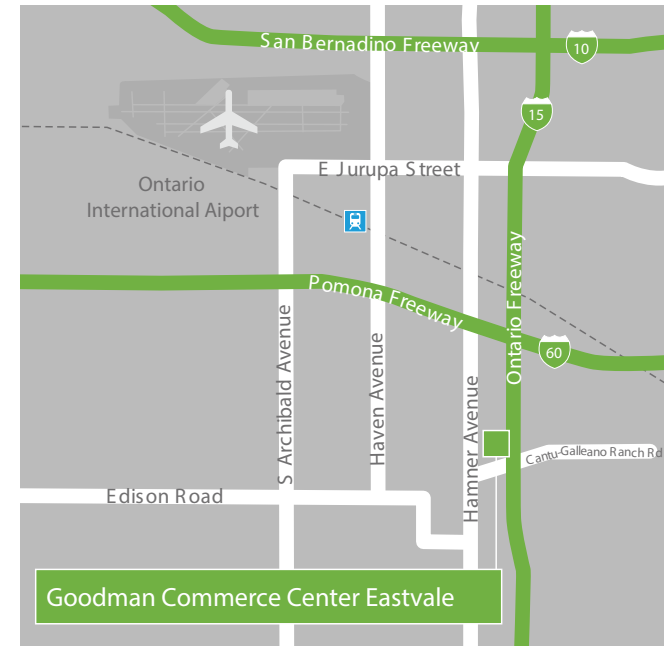 San Bernadino Freeway
10
15
E Jurupa Street
Ontario
International Aiport
Ontario Freeway
Pomona Freeway
60
S Archibald Avenue
Haven Avenue
Hamner Avenue
Cantu-Galleano Ranch Rd
Edison Road
Goodman Commerce Center Eastvale